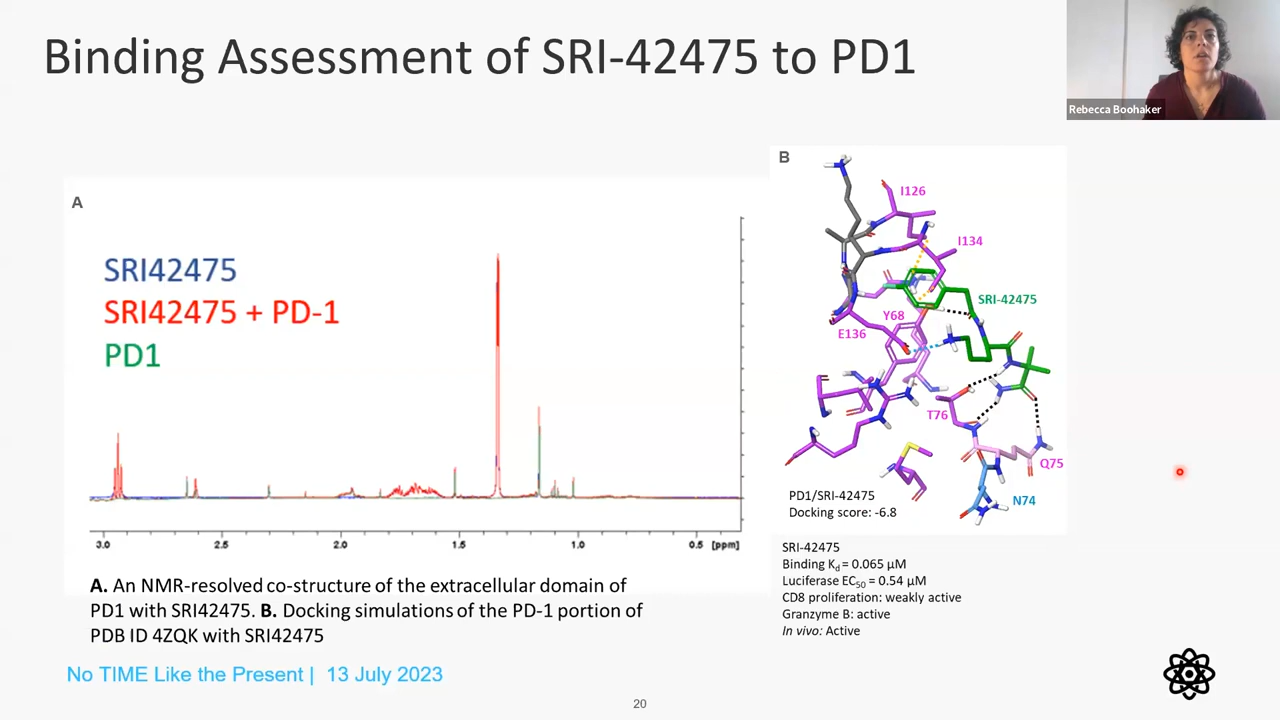 Binding Assessment of SRI-42475 to PD1
Rebecca Boohaker
A
SRI42475
SRI42475 + PD-1
PD1
3.0 2.5 2.0 1.5 1.0 0.5 [ppm]
A. An NMR-resolved co-structure of the extracellular domain of
PD1 with SRI42475. B. Docking simulations of the PD-1 portion of
PDB ID 4ZQK with SRI42475
B
I126
I134
SRI-42475
Y68
E136
T76
Q75
N74
PD1/SRI-42475
Docking score: -6.8
SRI-42475
Binding Kd = 0.065 µM
Luciferase EC50 = 0.54 µM
CD8 proliferation: weakly active
Granzyme B: active
In vivo: Active
No TIME Like the Present | 13 July 2023
20